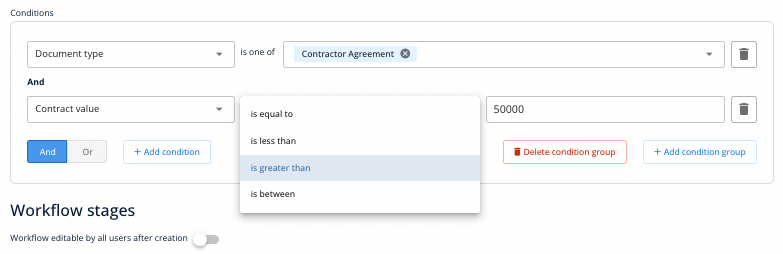 Conditions
Document type is one of Contractor Agreement
And
Contract value 50000
is equal to
is less than
is greater than
is between
And Or + Add condition Delete condition group + Add condition group
Workflow stages
Workflow editable by all users after creation